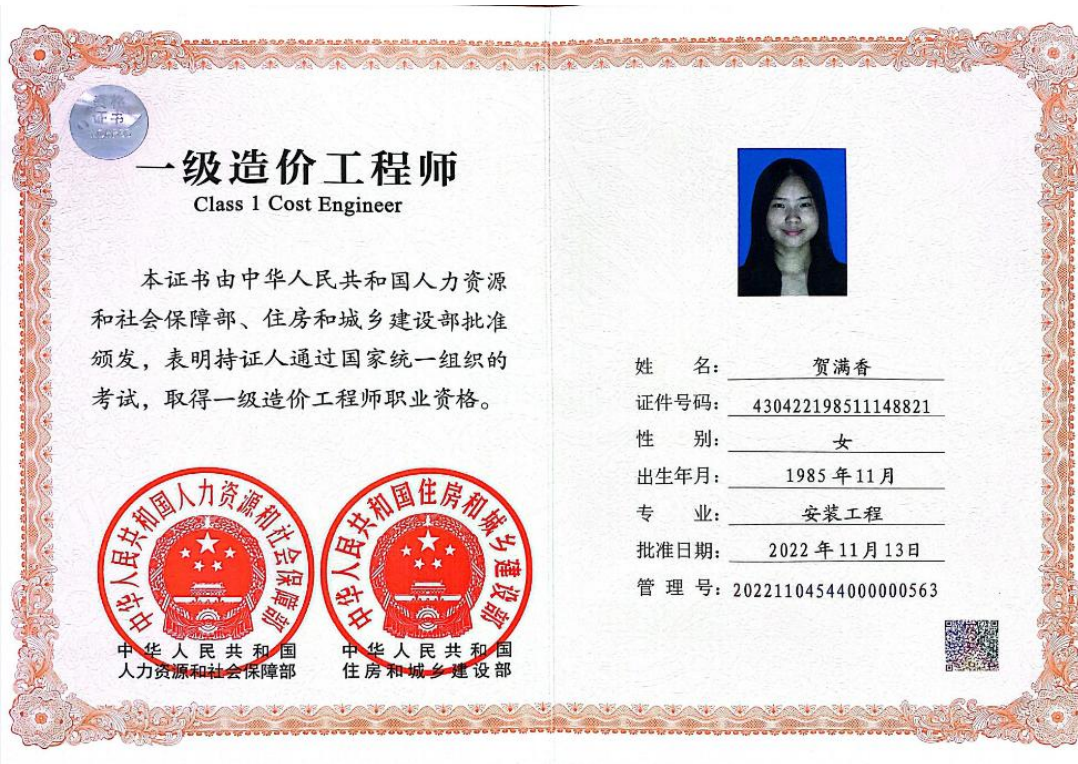 证书
一级造价工程师
Class 1 Cost Engineer
本证书由中华人民共和国人力资源
和社会保障部、住房和城乡建设部批准
颁发，表明持证人通过国家统一组织的
考试，取得一级造价工程师职业资格。
中华人民共和国人力资源和社会保障部
中华人民共和国
人力资源和社会保障部
中华人民共和国住房和城乡建设部
中华人民共和国
住房和城乡建设部
姓名：贺满香
证件号码：430422198511148821
性别：女
出生年月：1985年11月
专业：安装工程
批准日期：2022年11月13日
管理号：20221104544000000563